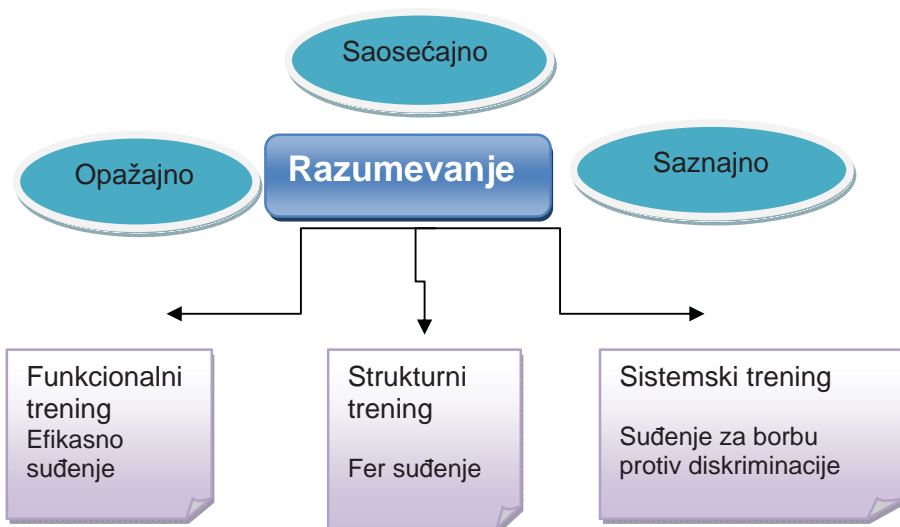 Saosećajno
Opažajno
Razumevanje
Saznajno
Funkcionalni
trening
Efikasno
suđenje
Strukturni
trening
Fer suđenje
Sistemski trening
Suđenje za borbu
protiv diskriminacije